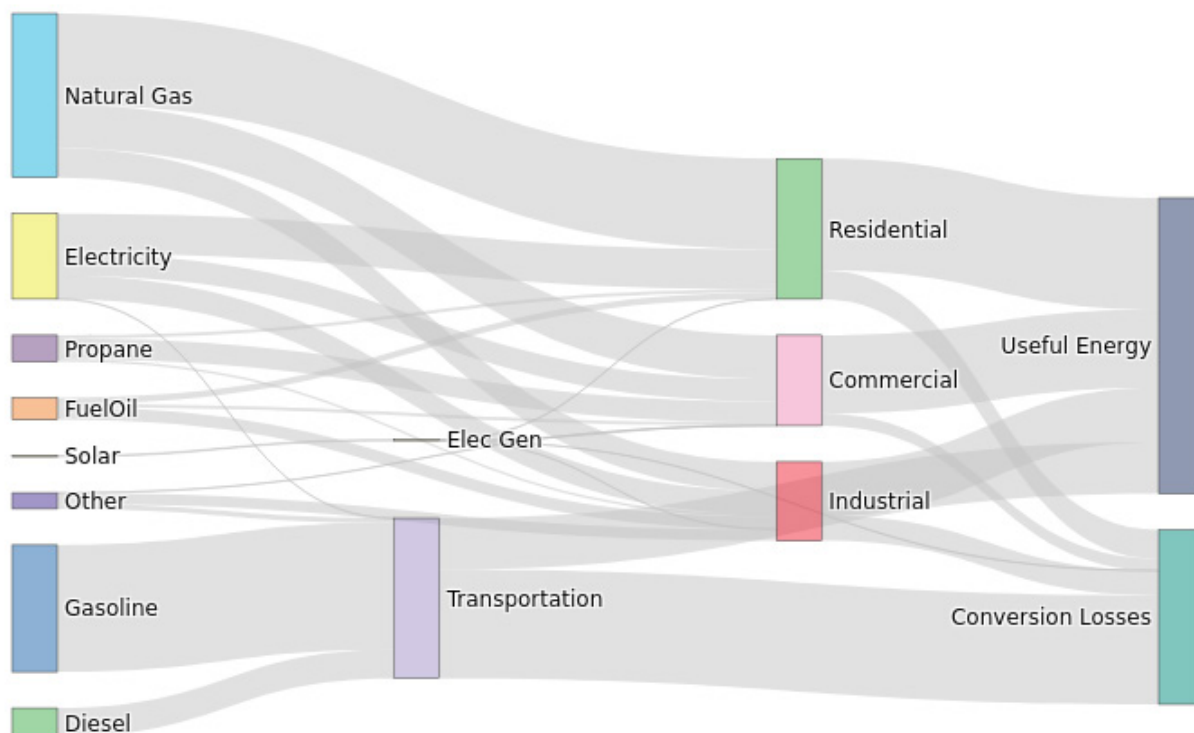 Natural Gas
Electricity
Propane
FuelOil
Solar
Other
Gasoline
Diesel
Elec Gen
Transportation
Residential
Commercial
Industrial
Useful Energy
Conversion Losses